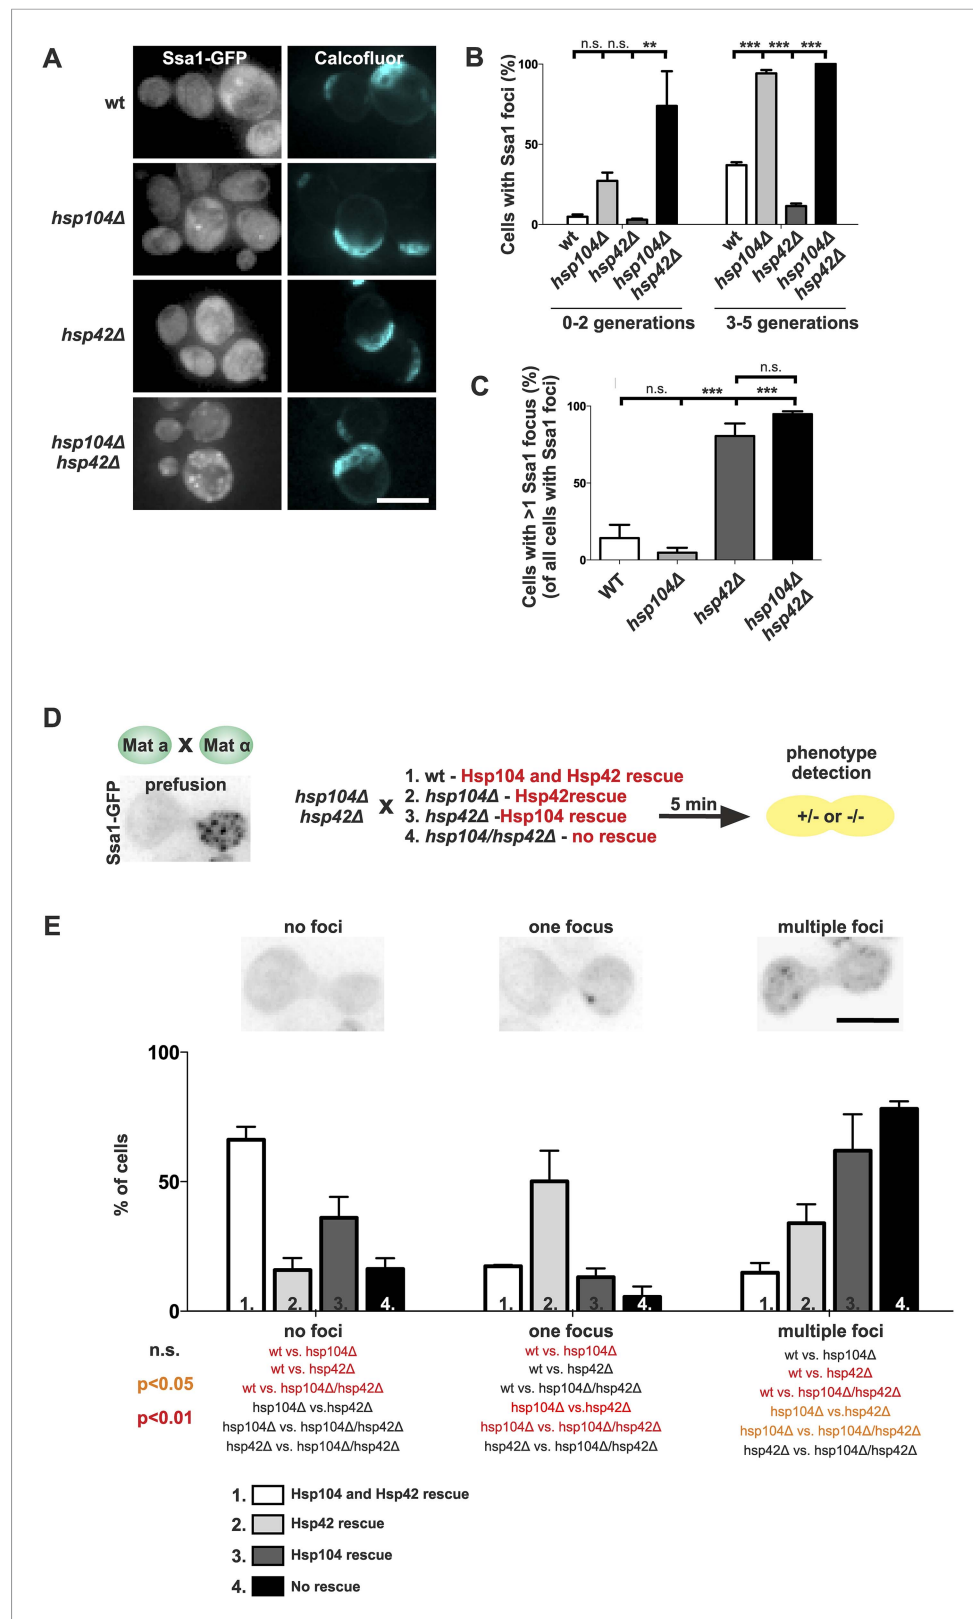 A
Ssa1-GFP
Calcofluor
wt
hsp104Δ
hsp42Δ
hsp104Δ
hsp42Δ
B
n.s. n.s. **
*** *** ***
Cells with Ssa1 foci (%)
100
50
0
wt
hsp104Δ
hsp42Δ
hsp104Δ
hsp42Δ
wt
hsp104Δ
hsp42Δ
hsp104Δ
hsp42Δ
0-2 generations
3-5 generations
C
n.s.
n.s. *** ***
Cells with >1 Ssa1 focus (%)
(of all cells with Ssa1 foci)
100
50
0
WT
hsp104Δ
hsp42Δ
hsp104Δ
hsp42Δ
D
Mat a x Mat α
prefusion
Ssa1-GFP
hsp104Δ
hsp42Δ
x
1. wt - Hsp104 and Hsp42 rescue
2. hsp104Δ - Hsp42rescue
3. hsp42Δ -Hsp104 rescue
4. hsp104/hsp42Δ - no rescue
5 min
phenotype
detection
+/- or -/-
E
no foci
one focus
multiple foci
% of cells
100
50
0
1. 2. 3. 4.
1. 2. 3. 4.
1. 2. 3. 4.
no foci
one focus
multiple foci
n.s.
p<0.05
p<0.01
wt vs. hsp104Δ
wt vs. hsp42Δ
wt vs. hsp104Δ/hsp42Δ
hsp104Δ vs.hsp42Δ
hsp104Δ vs. hsp104Δ/hsp42Δ
hsp42Δ vs. hsp104Δ/hsp42Δ
wt vs. hsp104Δ
wt vs. hsp42Δ
wt vs. hsp104Δ/hsp42Δ
hsp104Δ vs.hsp42Δ
hsp104Δ vs. hsp104Δ/hsp42Δ
hsp42Δ vs. hsp104Δ/hsp42Δ
wt vs. hsp104Δ
wt vs. hsp42Δ
wt vs. hsp104Δ/hsp42Δ
hsp104Δ vs.hsp42Δ
hsp104Δ vs. hsp104Δ/hsp42Δ
hsp42Δ vs. hsp104Δ/hsp42Δ
1. Hsp104 and Hsp42 rescue
2. Hsp42 rescue
3. Hsp104 rescue
4. No rescue